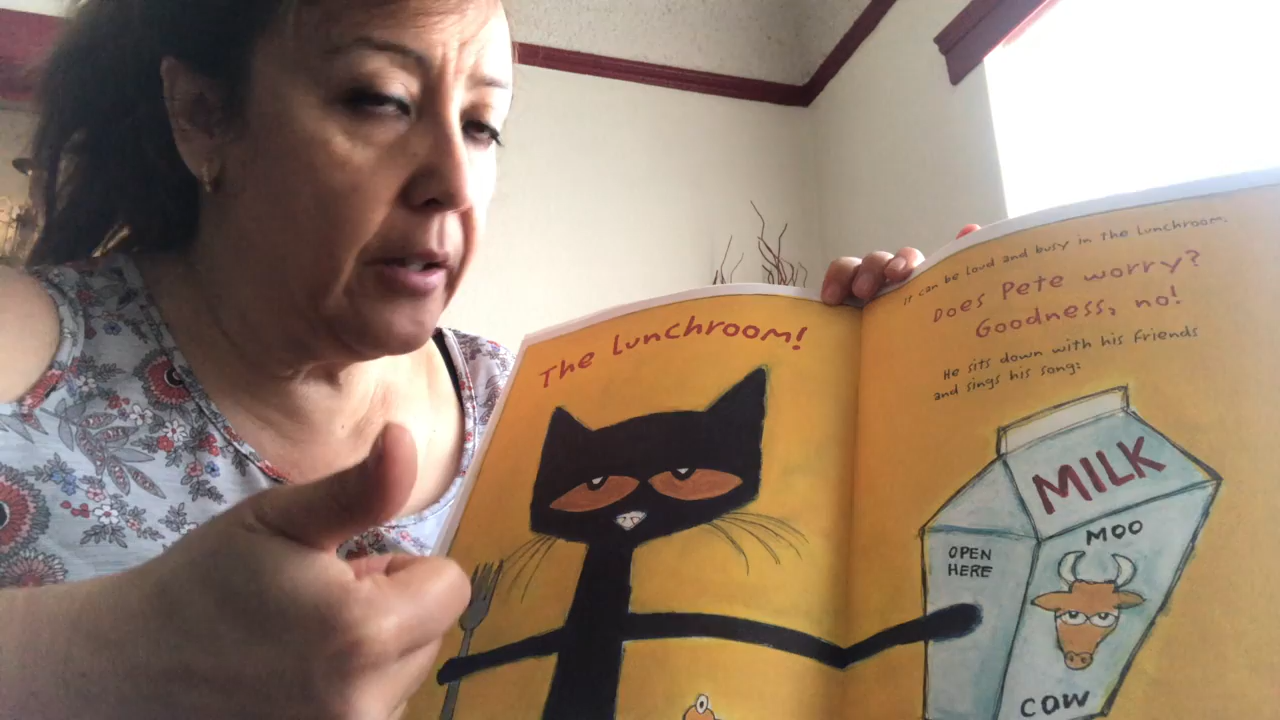 The lunchroom!
It can be loud and busy in the lunchroom.
Does Pete worry?
Goodness, no!
He sits down with his friends
and sings his song:
MILK
MOO
OPEN
HERE
COW